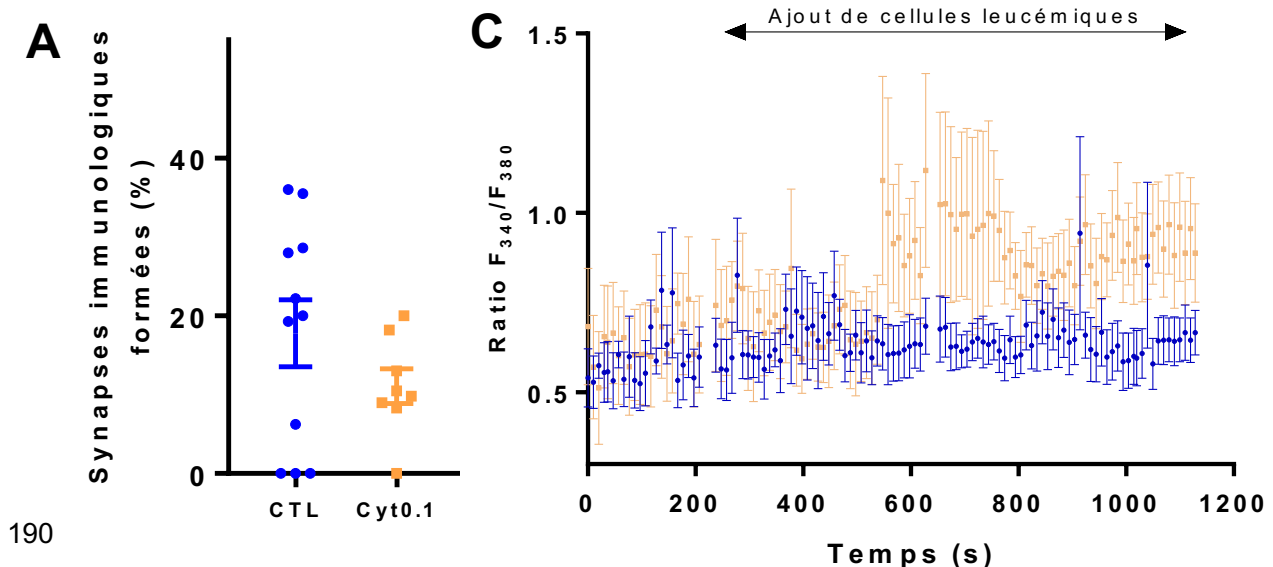 A
Synapses immunologiques
formées (%)
40
20
0
CTL Cyt0.1
190
C
Ajout de cellules leucémiques
Ratio F340/F380
1.5
1.0
0.5
0 200 400 600 800 1000 1200
Temps (s)